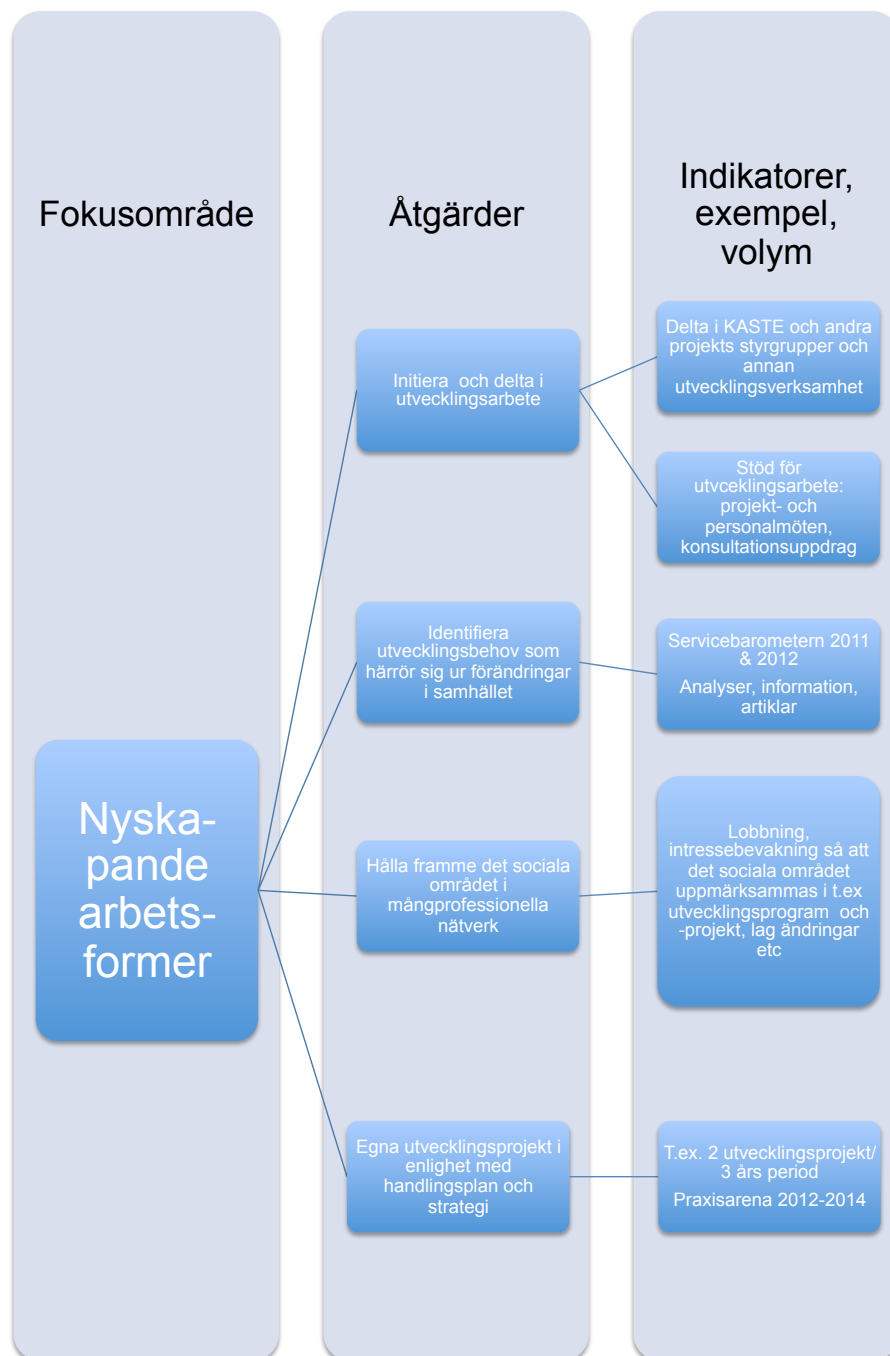 Fokusområde
Nyska-
pande
arbets-
former
Åtgärder
Initiera  och delta i
utvecklingsarbete
Identifiera
utvecklingsbehov som
härrör sig ur förändringar
i samhället
Hålla framme det sociala
området i
mångprofessionella
nätverk
Egna utvecklingsprojekt i
enlighet med
handlingsplan och
strategi
Indikatorer,
exempel,
volym
Delta i KASTE och andra
projekts styrgrupper och
annan
utvecklingsverksamhet
Stöd för
utvceklingsarbete:
projekt- och
personalmöten,
konsultationsuppdrag
Servicebarometern 2011
& 2012
Analyser, information,
artiklar
Lobbning,
intressebevakning så att
det sociala området
uppmärksammas i t.ex
utvecklingsprogram  och
-projekt, lag ändringar
etc
T.ex. 2 utvecklingsprojekt/
3 års period
Praxisarena 2012-2014